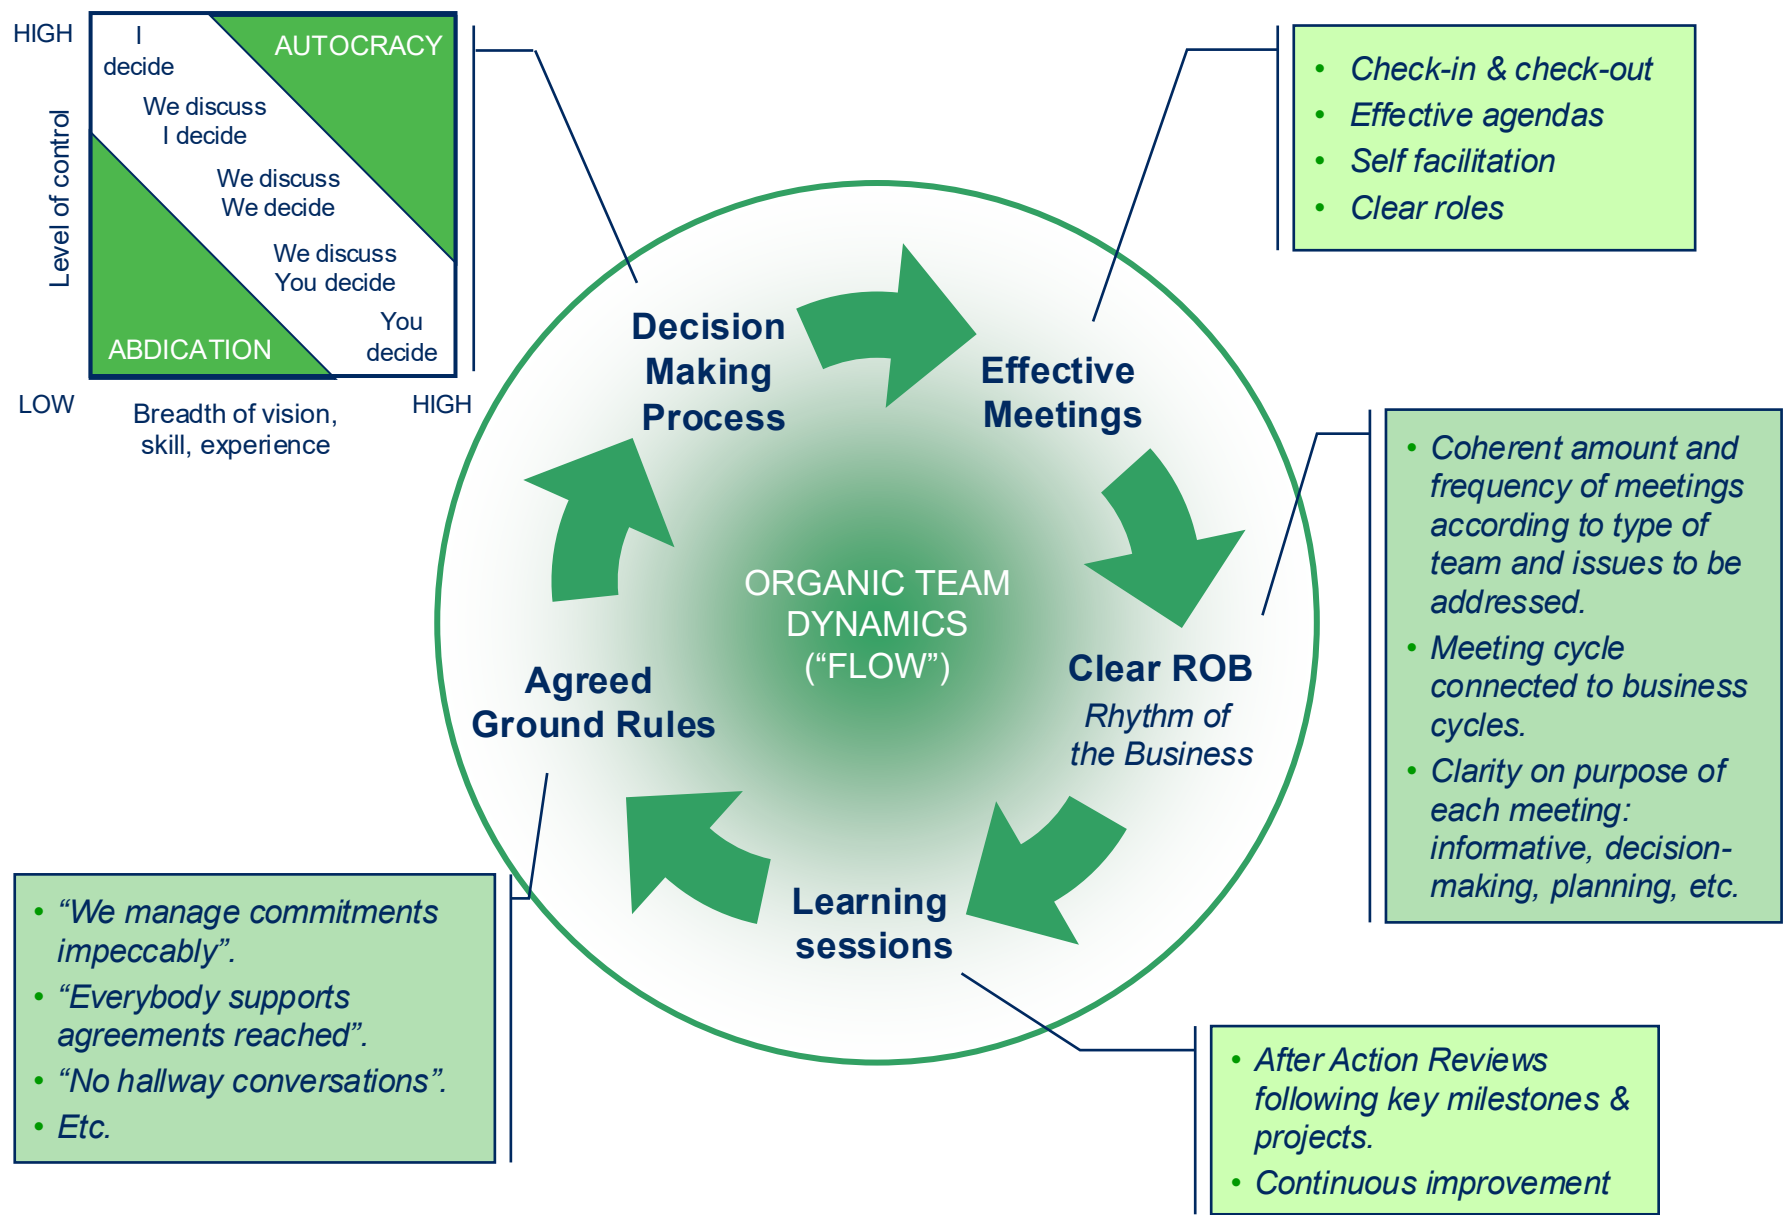 HIGH
I
decide
AUTOCRACY
We discuss
I decide
We discuss
We decide
We discuss
You decide
You
decide
ABDICATION
Level of control
LOW
HIGH
Breadth of vision,
skill, experience
• Check-in & check-out
• Effective agendas
• Self facilitation
• Clear roles
Decision
Making
Process
Effective
Meetings
ORGANIC TEAM
DYNAMICS
(“FLOW”)
Clear ROB
Rhythm of
the Business
Agreed
Ground Rules
Learning
sessions
• Coherent amount and
frequency of meetings
according to type of
team and issues to be
addressed.
• Meeting cycle
connected to business
cycles.
• Clarity on purpose of
each meeting:
informative, decision-
making, planning, etc.
• “We manage commitments
impeccably”.
• “Everybody supports
agreements reached”.
• “No hallway conversations”.
• Etc.
• After Action Reviews
following key milestones &
projects.
• Continuous improvement